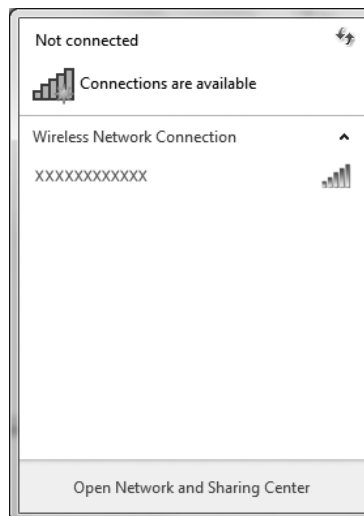 Not connected
Connections are available
Wireless Network Connection
XXXXXXXXXXXX
Open Network and Sharing Center